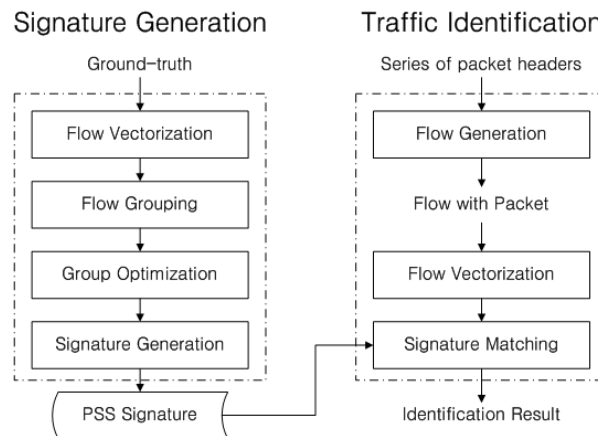 Signature Generation
Ground-truth
Flow Vectorization
Flow Grouping
Group Optimization
Signature Generation
PSS Signature
Traffic Identification
Series of packet headers
Flow Generation
Flow with Packet
Flow Vectorization
Signature Matching
Identification Result